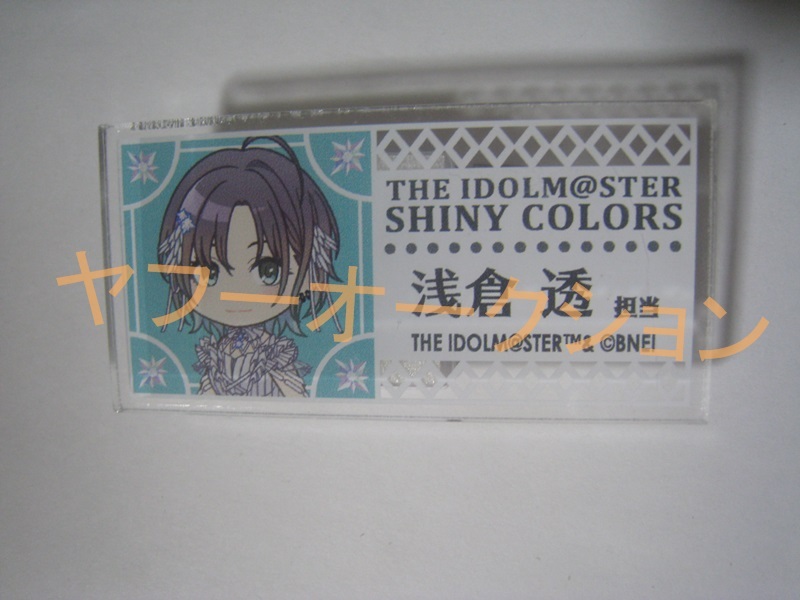 THE IDOLM@STER
SHINY COLORS
浅倉 透 担当
THE IDOLM@STER™& ©BNEI
ヤフーオークション